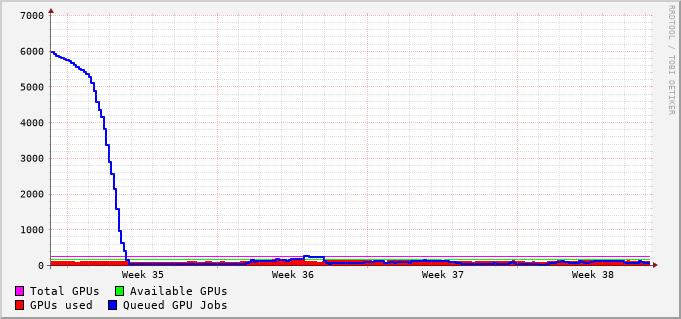 7000
6000
5000
4000
3000
2000
1000
0
Week 35 Week 36 Week 37 Week 38
Total GPUs Available GPUs
GPUs used Queued GPU Jobs
RRDTOOL / TOBI OETIKER